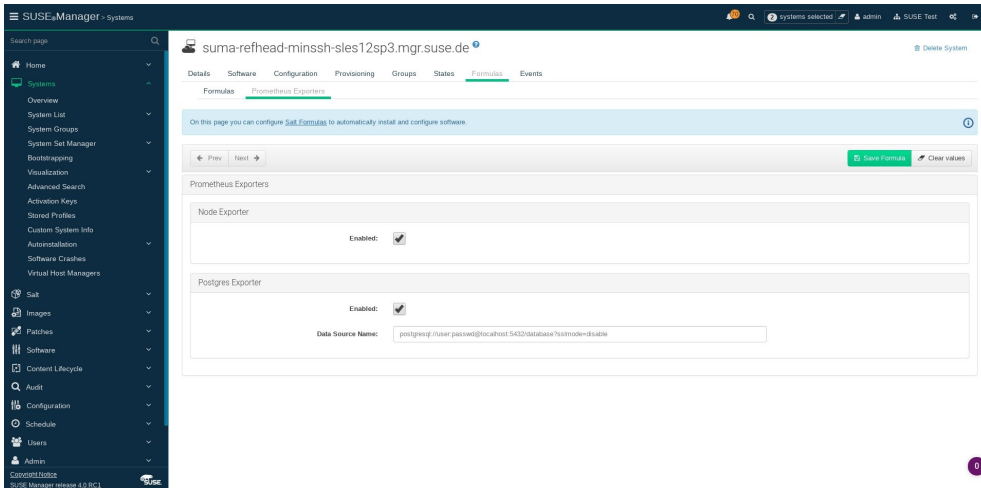 SUSE®Manager > Systems
70
2 systems selected
admin
SUSE Test
Search page
Home
Systems
Overview
System List
System Groups
System Set Manager
Bootstrapping
Visualization
Advanced Search
Activation Keys
Stored Profiles
Custom System Info
Autoinstallation
Software Crashes
Virtual Host Managers
Salt
Images
Patches
Software
Content Lifecycle
Audit
Configuration
Schedule
Users
Admin
Copyright Notice
SUSE Manager release 4.0 RC1
SUSE
suma-refhead-minssh-sles12sp3.mgr.suse.de ?
Delete System
Details Software Configuration Provisioning Groups States Formulas Events
Formulas Prometheus Exporters
On this page you can configure Salt Formulas to automatically install and configure software.
Prev Next
Save Formula Clear values
Prometheus Exporters
Node Exporter
Enabled:
Postgres Exporter
Enabled:
Data Source Name: postgresql://user:passwd@localhost:5432/database?sslmode=disable
0